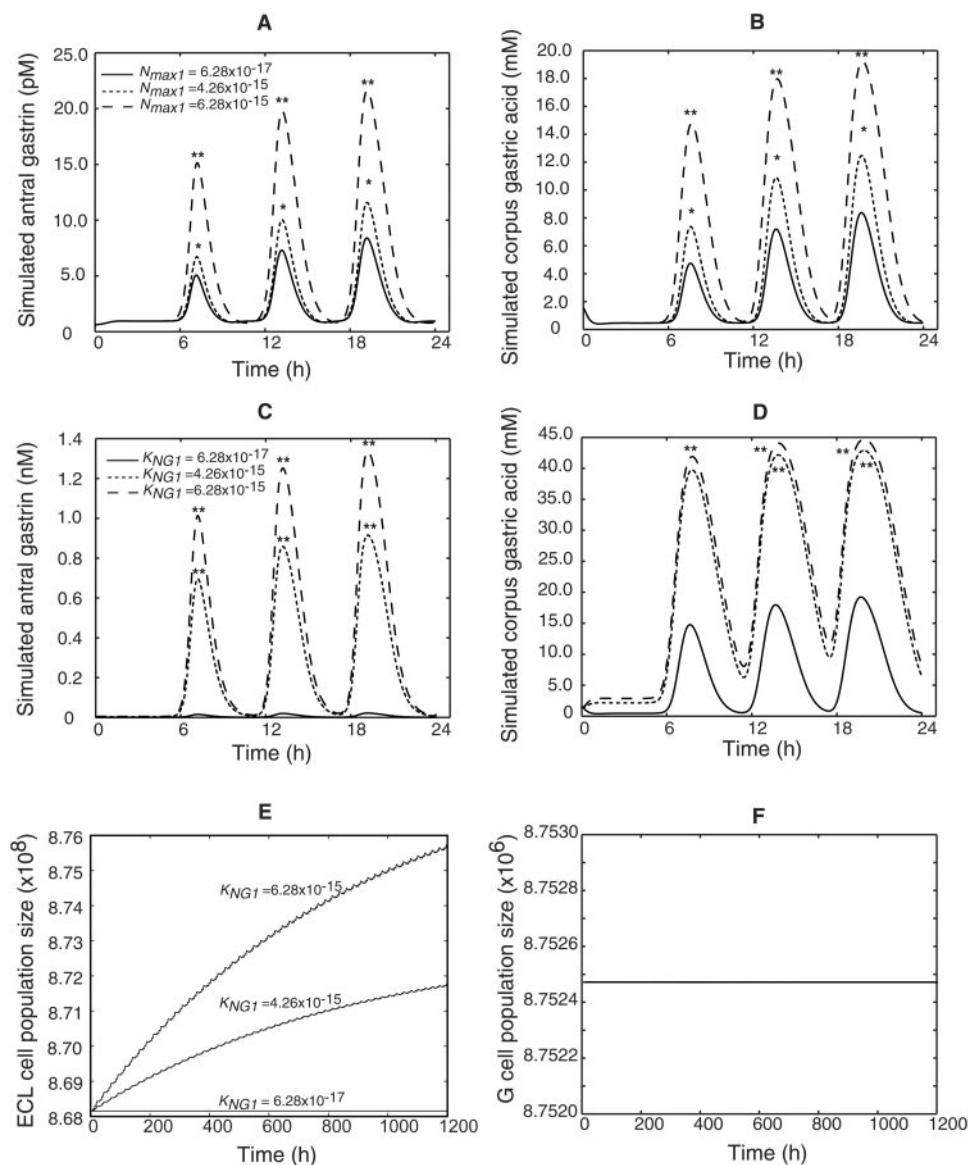 A
Simulated antral gastrin (pM)
25.0
20.0
15.0
10.0
5.0
0
Nmax1 = 6.28x10-17
Nmax1 =4.26x10-15
Nmax1 =6.28x10-15
** ** **
* * *
0 6 12 18 24
Time (h)
B
Simulated corpus gastric acid (mM)
20.0
18.0
16.0
14.0
12.0
10.0
8.0
6.0
4.0
2.0
0
** ** **
* * *
0 6 12 18 24
Time (h)
C
Simulated antral gastrin (nM)
1.4
1.2
1.0
0.8
0.6
0.4
0.2
0
KNG1 = 6.28x10-17
KNG1 =4.26x10-15
KNG1 =6.28x10-15
** ** **
** ** **
0 6 12 18 24
Time (h)
D
Simulated corpus gastric acid (mM)
45.0
40.0
35.0
30.0
25.0
20.0
15.0
10.0
5.0
0
** ** **
** **
0 6 12 18 24
Time (h)
E
ECL cell population size (x108)
8.76
8.75
8.74
8.73
8.72
8.71
8.70
8.69
8.68
KNG1 =6.28x10-15
KNG1 =4.26x10-15
KNG1 = 6.28x10-17
0 200 400 600 800 1000 1200
Time (h)
F
G cell population size (x106)
8.7530
8.7528
8.7526
8.7524
8.7522
8.7520
0 200 400 600 800 1000 1200
Time (h)